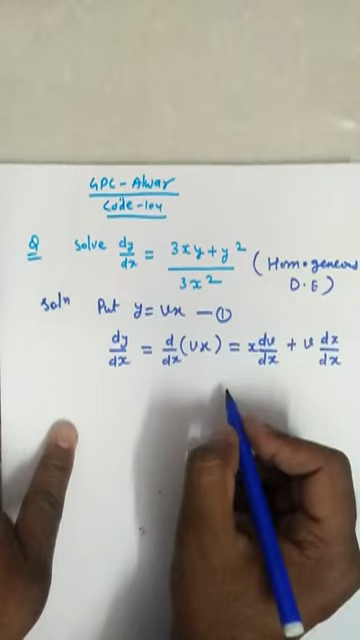 GPC-Alwar
Code-104
Q Solve dy/dx = 3xy+y²/3x² (Homogeneous D.E)
Solⁿ Put y=vx —①
dy/dx = d/dx (vx) = x dv/dx + v dx/dx